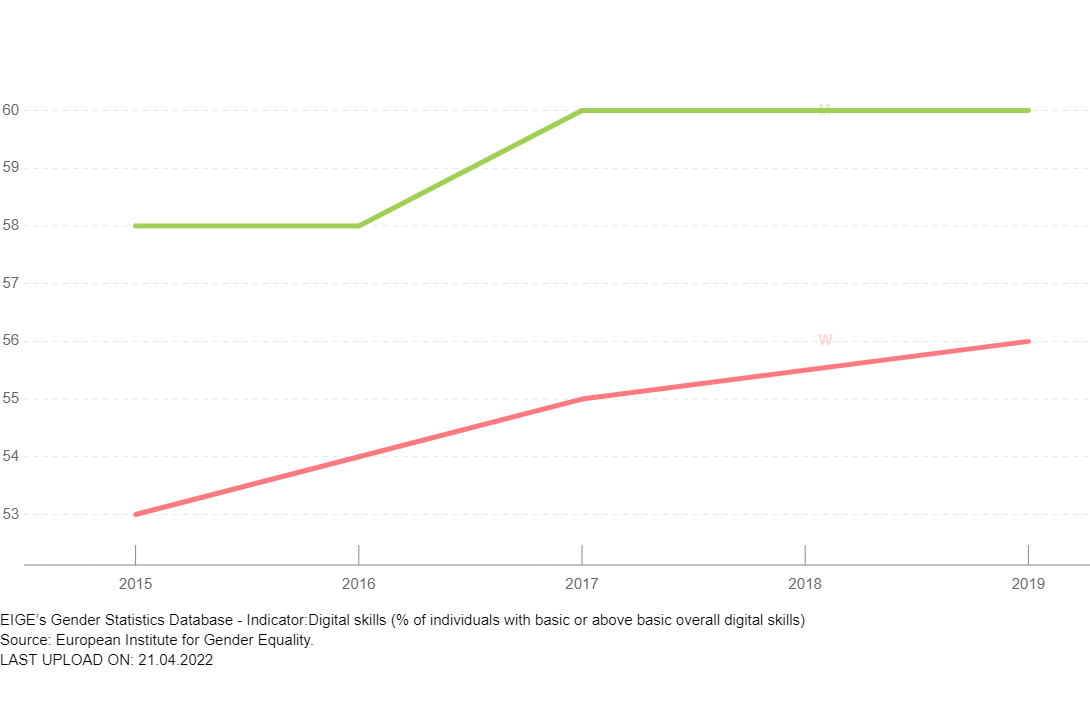 60
M
59
58
57
56
W
55
54
53
2015 2016 2017 2018 2019
EIGE's Gender Statistics Database - Indicator:Digital skills (% of individuals with basic or above basic overall digital skills)
Source: European Institute for Gender Equality.
LAST UPLOAD ON: 21.04.2022